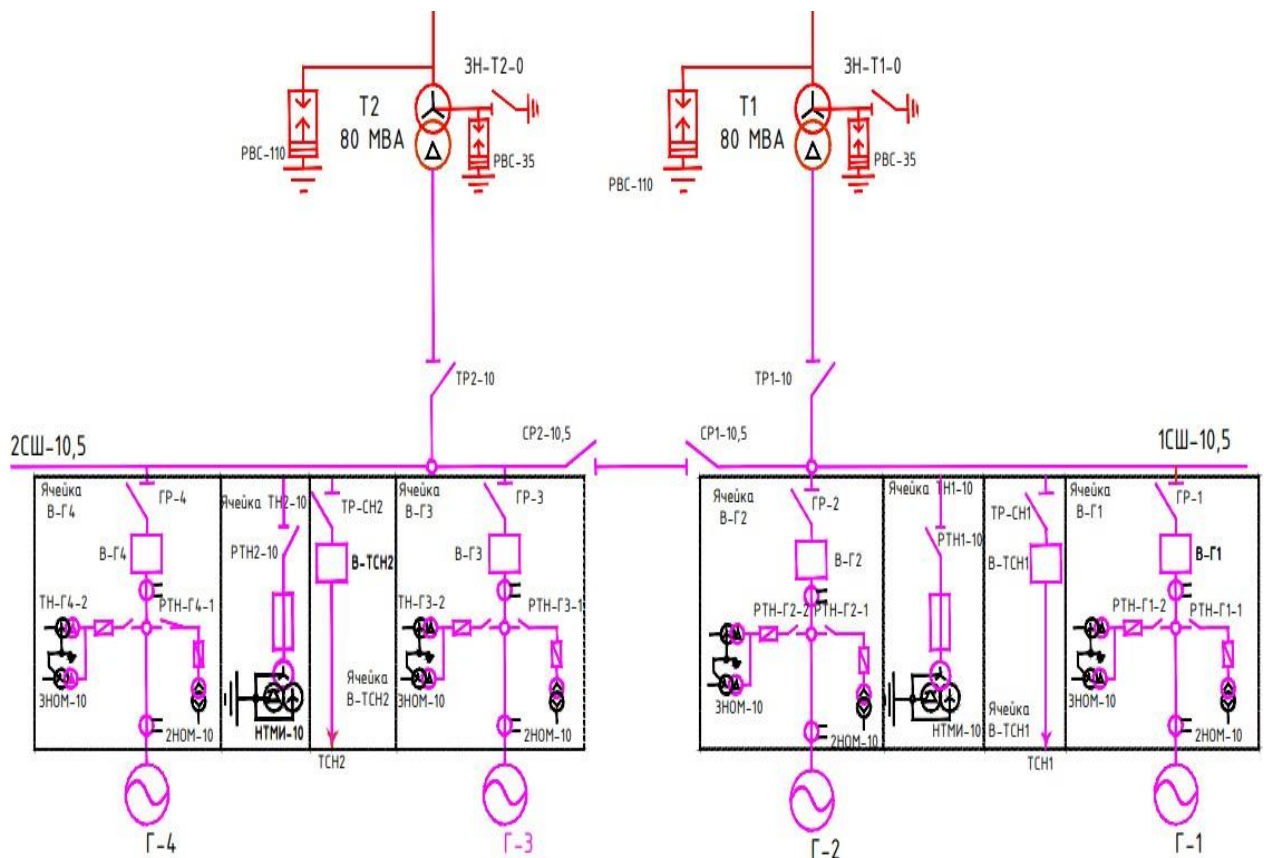 ЗН-Т2-0
ЗН-Т1-0
Т2
80 МВА
Т1
80 МВА
РВС-110
РВС-35
РВС-110
РВС-35
ТР2-10
ТР1-10
2СШ-10,5
СР2-10,5
СР1-10,5
1СШ-10,5
Ячейка
В-Г4
ГР-4
Ячейка ТН2-10
ТР-СН2
Ячейка
В-Г3
ГР-3
Ячейка
В-Г2
ГР-2
Ячейка ТН1-10
ТР-СН1
Ячейка
В-Г1
ГР-1
В-Г4
РТН2-10
В-ТСН2
В-Г3
В-Г2
РТН1-10
В-ТСН1
В-Г1
ТН-Г4-2
РТН-Г4-1
ТН-Г3-2
РТН-Г3-1
РТН-Г2-2
РТН-Г2-1
РТН-Г1-2
РТН-Г1-1
ЗНОМ-10
2НОМ-10
НТМИ-10
Ячейка
В-ТСН2
ЗНОМ-10
2НОМ-10
ЗНОМ-10
2НОМ-10
НТМИ-10
Ячейка
В-ТСН1
ЗНОМ-10
2НОМ-10
ТСН2
ТСН1
Г-4
Г-3
Г-2
Г-1